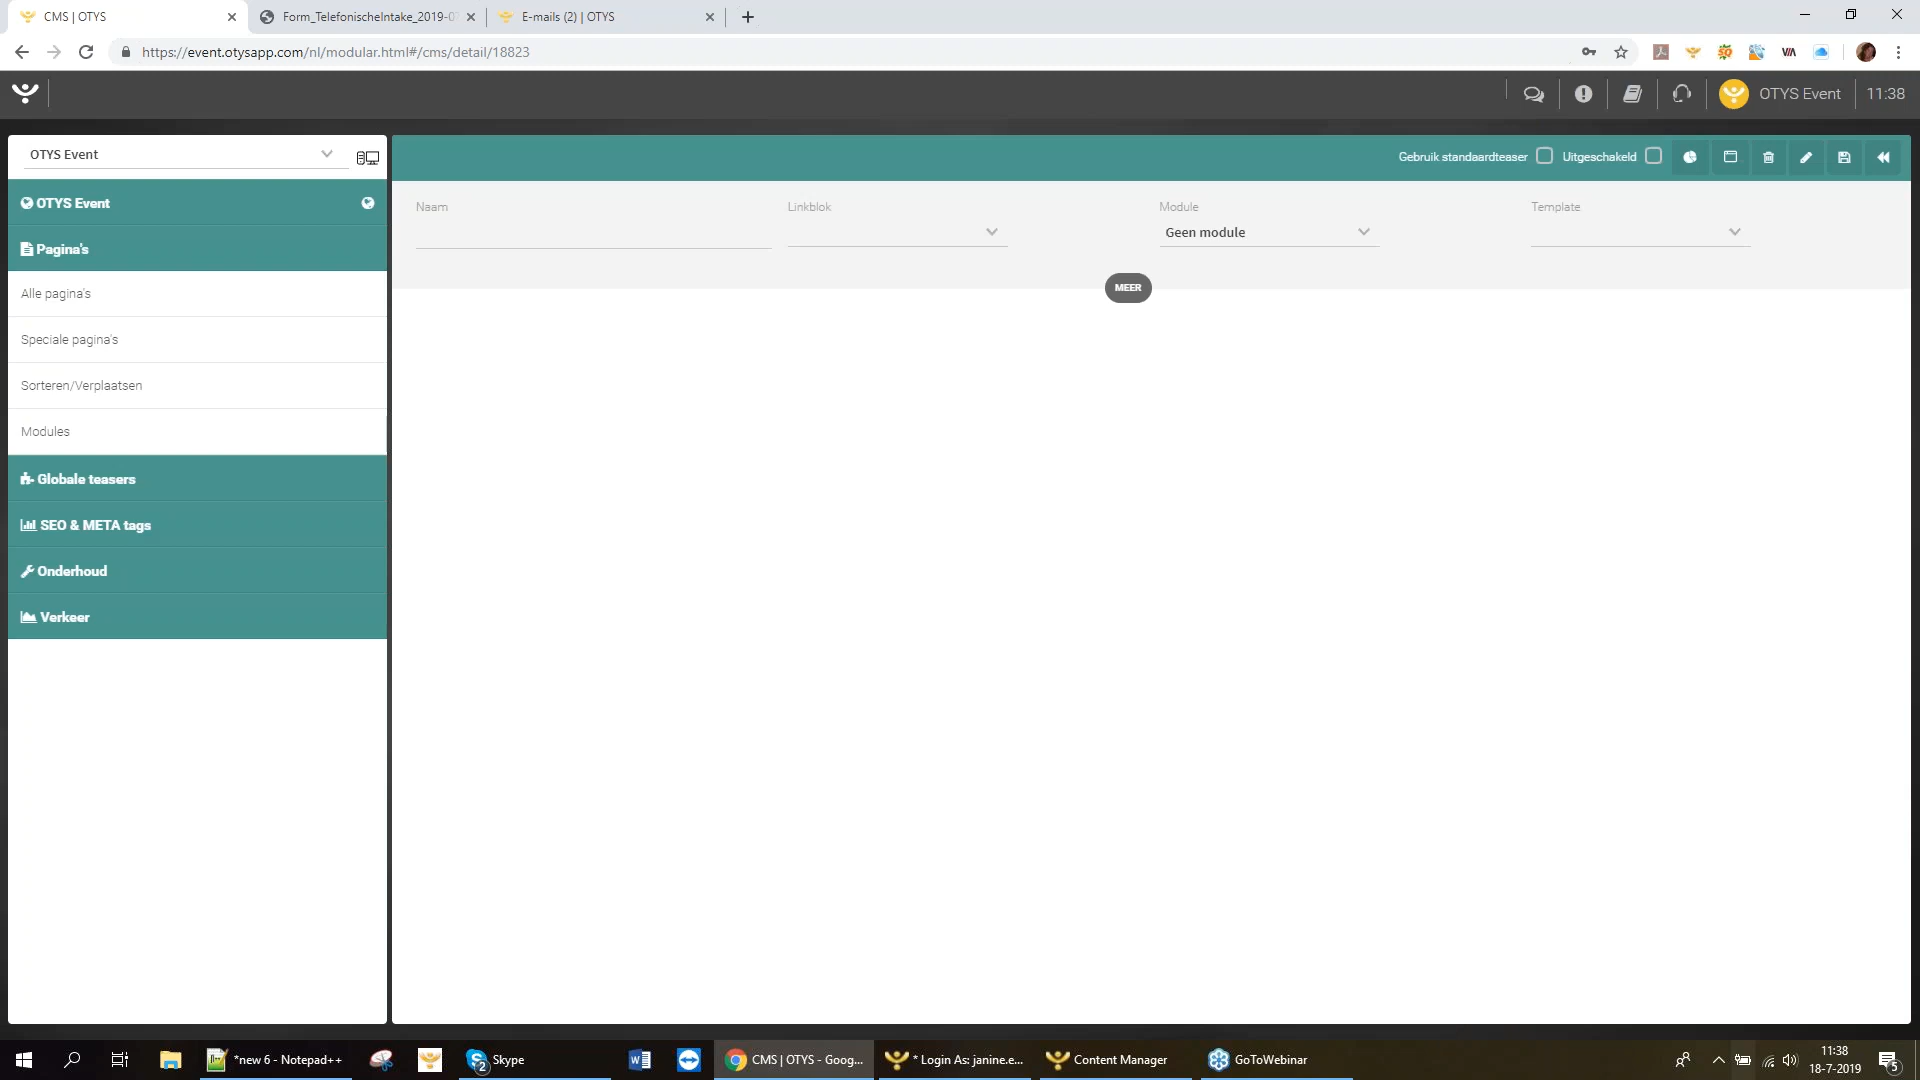 CMS | OTYS
Form_TelefonischeIntake_2019-0
E-mails (2) | OTYS
https://event.otysapp.com/nl/modular.html#/cms/detail/18823
OTYS Event
11:38
OTYS Event
Gebruik standaardteaser
Uitgeschakeld
OTYS Event
Pagina's
Alle pagina's
Speciale pagina's
Sorteren/Verplaatsen
Modules
Globale teasers
SEO & META tags
Onderhoud
Verkeer
Naam
Linkblok
Module
Template
Geen module
MEER
*new 6 - Notepad++
2
Skype
CMS | OTYS - Goog...
* Login As: janine.e...
Content Manager
GoToWebinar
11:38
18-7-2019
5